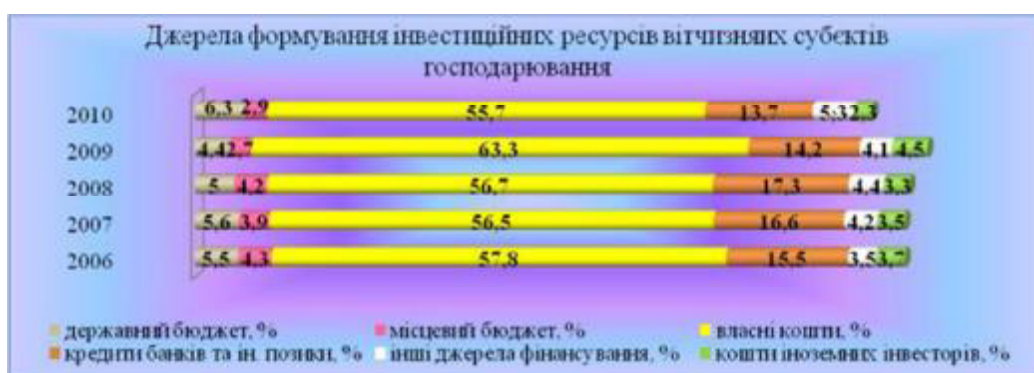 Джерела формування інвестиційних ресурсів вітчизняих субєктів
господарювання
2010 6,3 2,9 55,7 13,7 5,3 2,3
2009 4,4 2,7 63,3 14,2 4,1 4,5
2008 5 4,2 56,7 17,3 4,4 3,3
2007 5,6 3,9 56,5 16,6 4,2 3,5
2006 5,5 4,3 57,8 15,5 3,5 3,7
державний бюджет, % місцевий бюджет, % власні кошти, %
кредити банків та ін. позики, % інші джерела фінансування, % кошти іноземних інвесторів, %